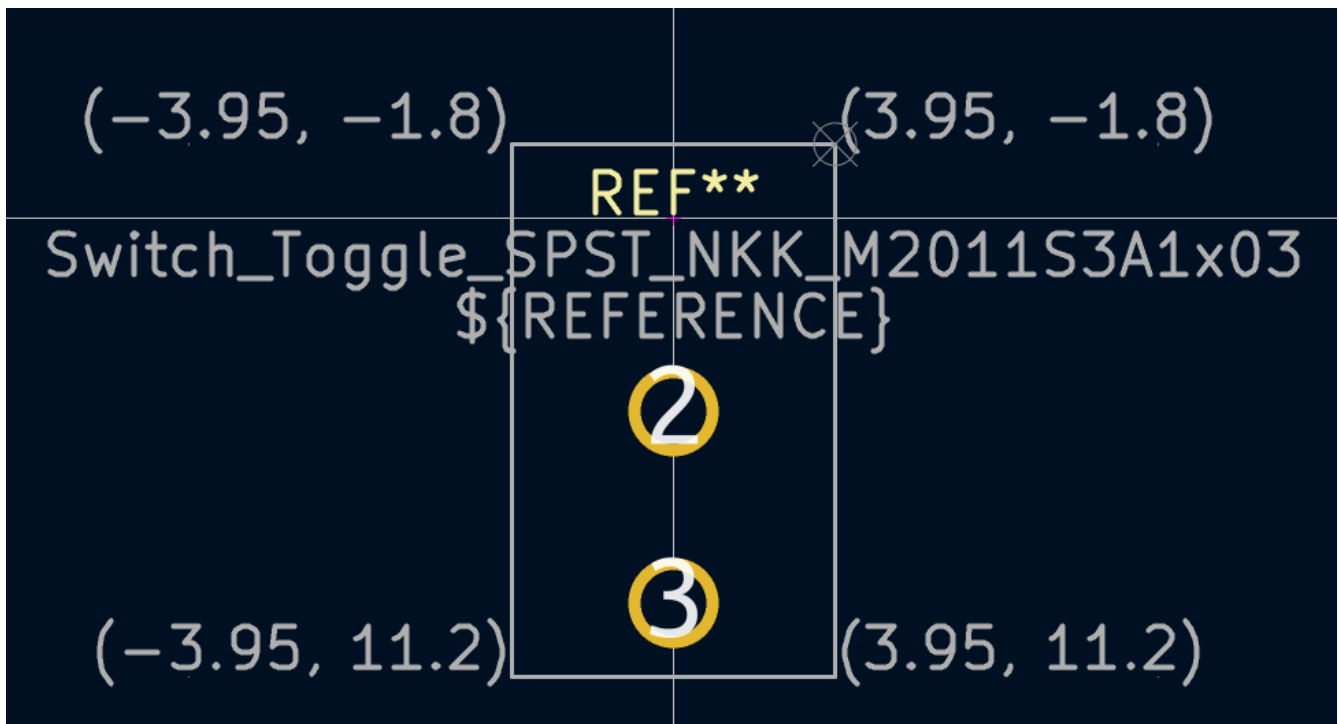 (−3.95, −1.8) (3.95, −1.8)
REF**
Switch_Toggle_SPST_NKK_M2011S3A1x03
${REFERENCE}
2
3
(−3.95, 11.2) (3.95, 11.2)